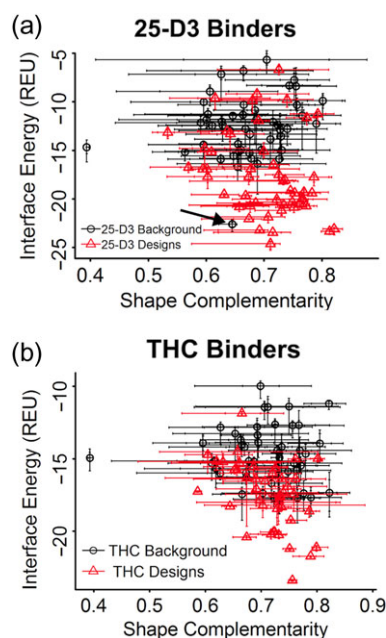 (a)
25-D3 Binders
Interface Energy (REU)
-5
-10
-15
-20
-25
25-D3 Background
25-D3 Designs
0.4 0.5 0.6 0.7 0.8
Shape Complementarity
(b)
THC Binders
Interface Energy (REU)
-10
-15
-20
THC Background
THC Designs
0.4 0.5 0.6 0.7 0.8 0.9
Shape Complementarity